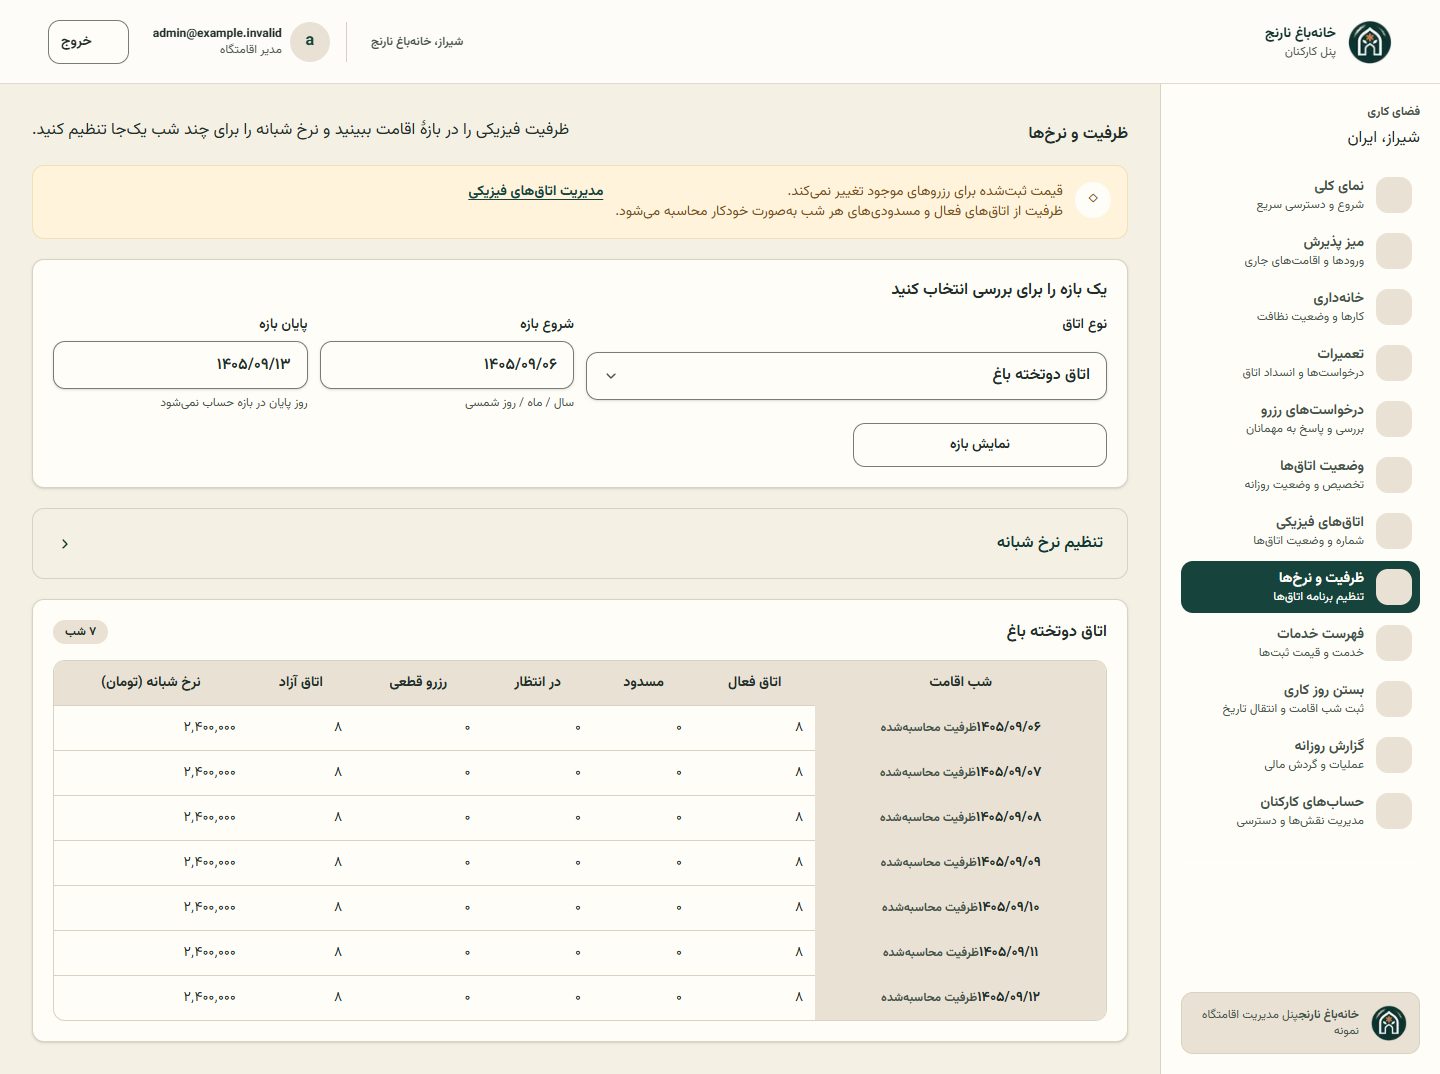 خانه‌باغ نارنج
پنل کارکنان
شیراز، خانه‌باغ نارنج
a
admin@example.invalid
مدیر اقامتگاه
خروج
فضای کاری
شیراز، ایران
نمای کلی
شروع و دسترسی سریع
میز پذیرش
ورودها و اقامت‌های جاری
خانه‌داری
کارها و وضعیت نظافت
تعمیرات
درخواست‌ها و انسداد اتاق
درخواست‌های رزرو
بررسی و پاسخ به مهمانان
وضعیت اتاق‌ها
تخصیص و وضعیت روزانه
اتاق‌های فیزیکی
شماره و وضعیت اتاق‌ها
ظرفیت و نرخ‌ها
تنظیم برنامه اتاق‌ها
فهرست خدمات
خدمت و قیمت ثبت‌ها
بستن روز کاری
ثبت شب اقامت و انتقال تاریخ
گزارش روزانه
عملیات و گردش مالی
حساب‌های کارکنان
مدیریت نقش‌ها و دسترسی
خانه‌باغ نارنجپنل مدیریت اقامتگاه
نمونه
ظرفیت و نرخ‌ها
ظرفیت فیزیکی را در بازهٔ اقامت ببینید و نرخ شبانه را برای چند شب یک‌جا تنظیم کنید.
قیمت ثبت‌شده برای رزروهای موجود تغییر نمی‌کند.
ظرفیت از اتاق‌های فعال و مسدودی‌های هر شب به‌صورت خودکار محاسبه می‌شود.
مدیریت اتاق‌های فیزیکی
یک بازه را برای بررسی انتخاب کنید
نوع اتاق
شروع بازه
پایان بازه
اتاق دوتخته باغ
۱۴۰۵/۰۹/۰۶
۱۴۰۵/۰۹/۱۳
سال / ماه / روز شمسی
روز پایان در بازه حساب نمی‌شود
نمایش بازه
تنظیم نرخ شبانه
اتاق دوتخته باغ
۷ شب
شب اقامت اتاق فعال مسدود در انتظار رزرو قطعی اتاق آزاد نرخ شبانه (تومان)
۱۴۰۵/۰۹/۰۶ظرفیت محاسبه‌شده ۸ ۰ ۰ ۰ ۸ ۲,۴۰۰,۰۰۰
۱۴۰۵/۰۹/۰۷ظرفیت محاسبه‌شده ۸ ۰ ۰ ۰ ۸ ۲,۴۰۰,۰۰۰
۱۴۰۵/۰۹/۰۸ظرفیت محاسبه‌شده ۸ ۰ ۰ ۰ ۸ ۲,۴۰۰,۰۰۰
۱۴۰۵/۰۹/۰۹ظرفیت محاسبه‌شده ۸ ۰ ۰ ۰ ۸ ۲,۴۰۰,۰۰۰
۱۴۰۵/۰۹/۱۰ظرفیت محاسبه‌شده ۸ ۰ ۰ ۰ ۸ ۲,۴۰۰,۰۰۰
۱۴۰۵/۰۹/۱۱ظرفیت محاسبه‌شده ۸ ۰ ۰ ۰ ۸ ۲,۴۰۰,۰۰۰
۱۴۰۵/۰۹/۱۲ظرفیت محاسبه‌شده ۸ ۰ ۰ ۰ ۸ ۲,۴۰۰,۰۰۰